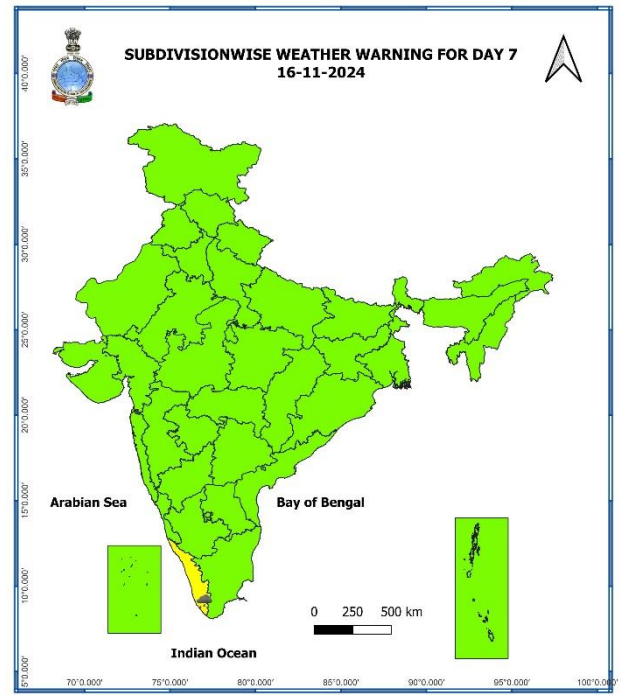 SUBDIVISIONWISE WEATHER WARNING FOR DAY 7
16-11-2024
40°0.000'
35°0.000'
30°0.000'
25°0.000'
20°0.000'
15°0.000'
10°0.000'
5°0.000'
Arabian Sea
Bay of Bengal
0 250 500 km
Indian Ocean
70°0.000' 75°0.000' 80°0.000' 85°0.000' 90°0.000' 95°0.000' 100°0.000'